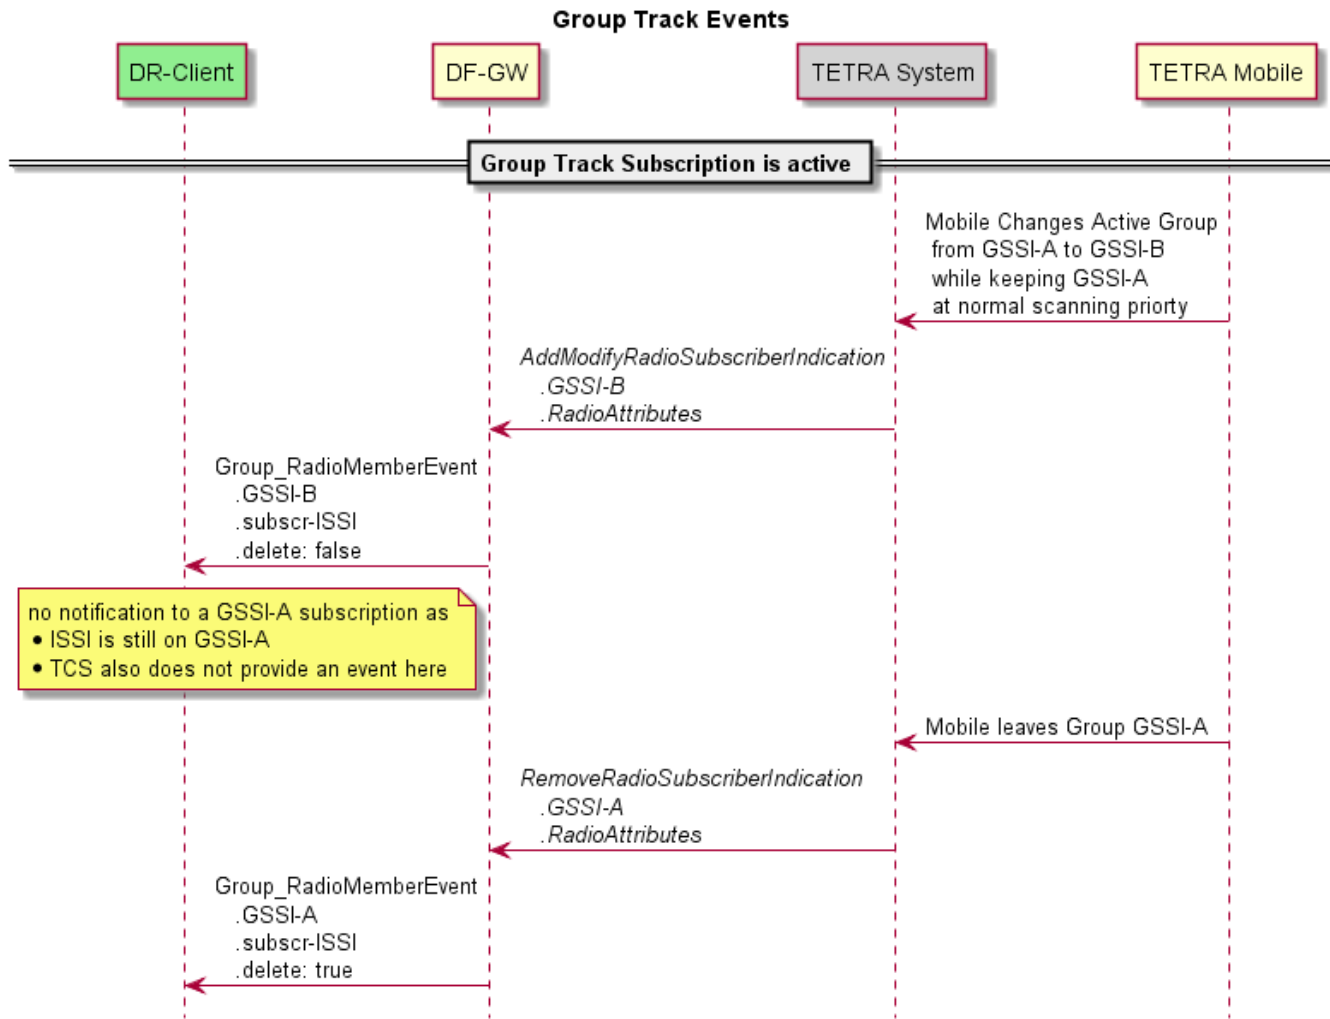 Group Track Events
DR-Client
DF-GW
TETRA System
TETRA Mobile
Group Track Subscription is active
Mobile Changes Active Group
from GSSI-A to GSSI-B
while keeping GSSI-A
at normal scanning priorty
AddModifyRadioSubscriberIndication
.GSSI-B
.RadioAttributes
Group_RadioMemberEvent
.GSSI-B
.subscr-ISSI
.delete: false
no notification to a GSSI-A subscription as
• ISSI is still on GSSI-A
• TCS also does not provide an event here
Mobile leaves Group GSSI-A
RemoveRadioSubscriberIndication
.GSSI-A
.RadioAttributes
Group_RadioMemberEvent
.GSSI-A
.subscr-ISSI
.delete: true